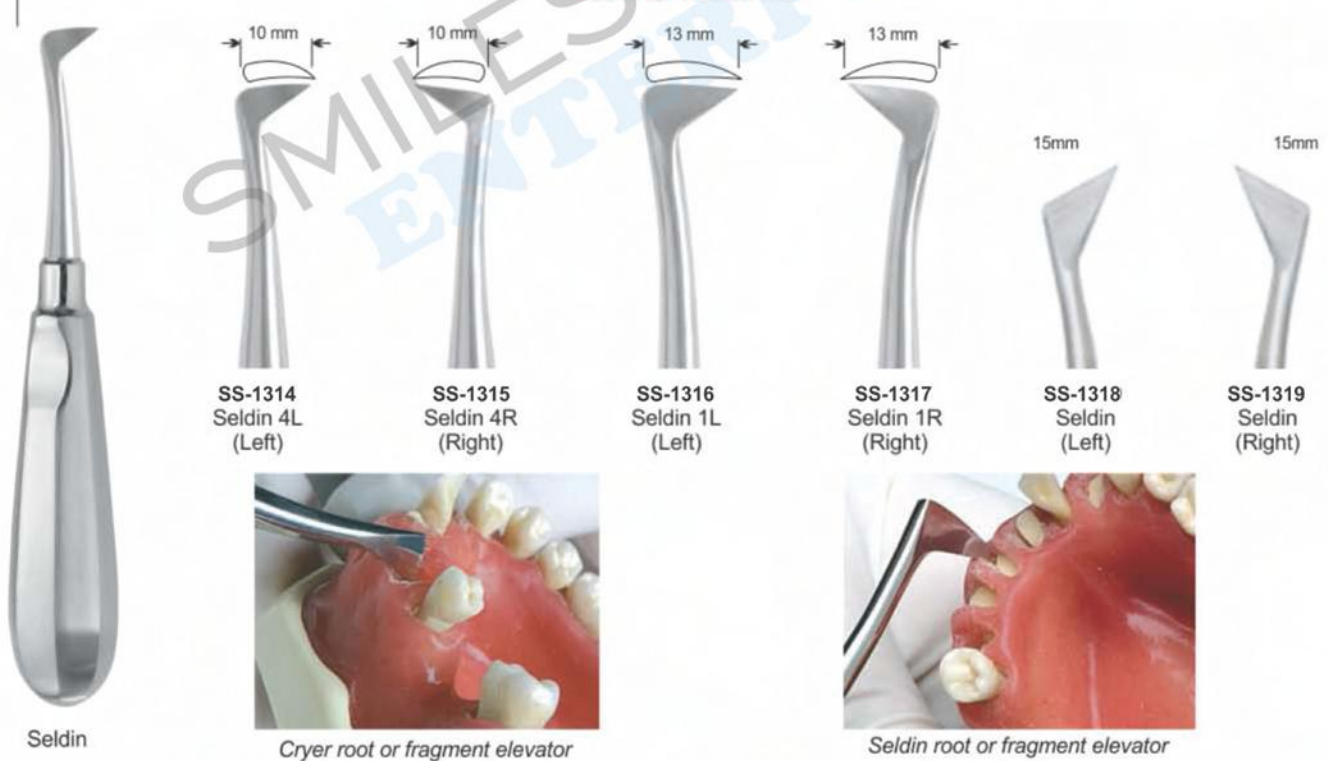 10 mm
10 mm
13 mm
13 mm
15mm
15mm
SMILES
SS-1314
Seldin 4L
(Left)
SS-1315
Seldin 4R
(Right)
SS-1316
Seldin 1L
(Left)
SS-1317
Seldin 1R
(Right)
SS-1318
Seldin
(Left)
SS-1319
Seldin
(Right)
Seldin
Cryer root or fragment elevator
Seldin root or fragment elevator